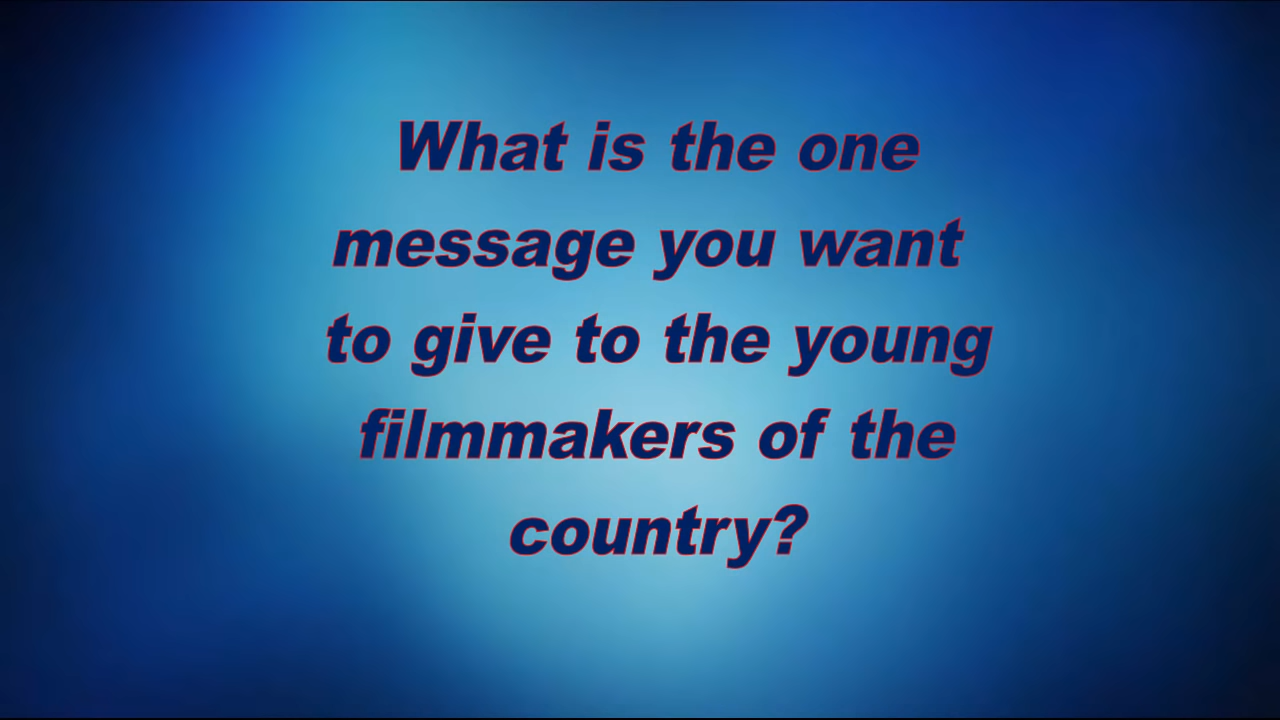 What is the one
message you want
to give to the young
filmmakers of the
country?